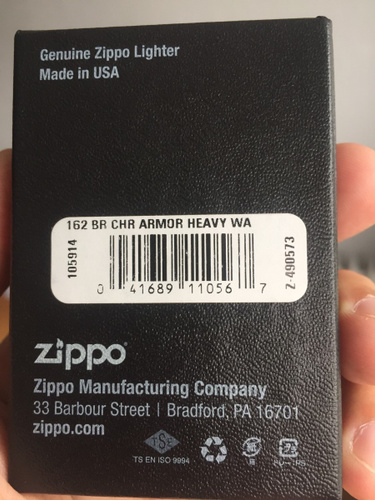 Genuine Zippo Lighter
Made in USA
162 BR CHR ARMOR HEAVY WA
105914
0 41689 11056 7
Z-490573
zippo
Zippo Manufacturing Company
33 Barbour Street | Bradford, PA 16701
zippo.com
TSE
TS EN ISO 9994